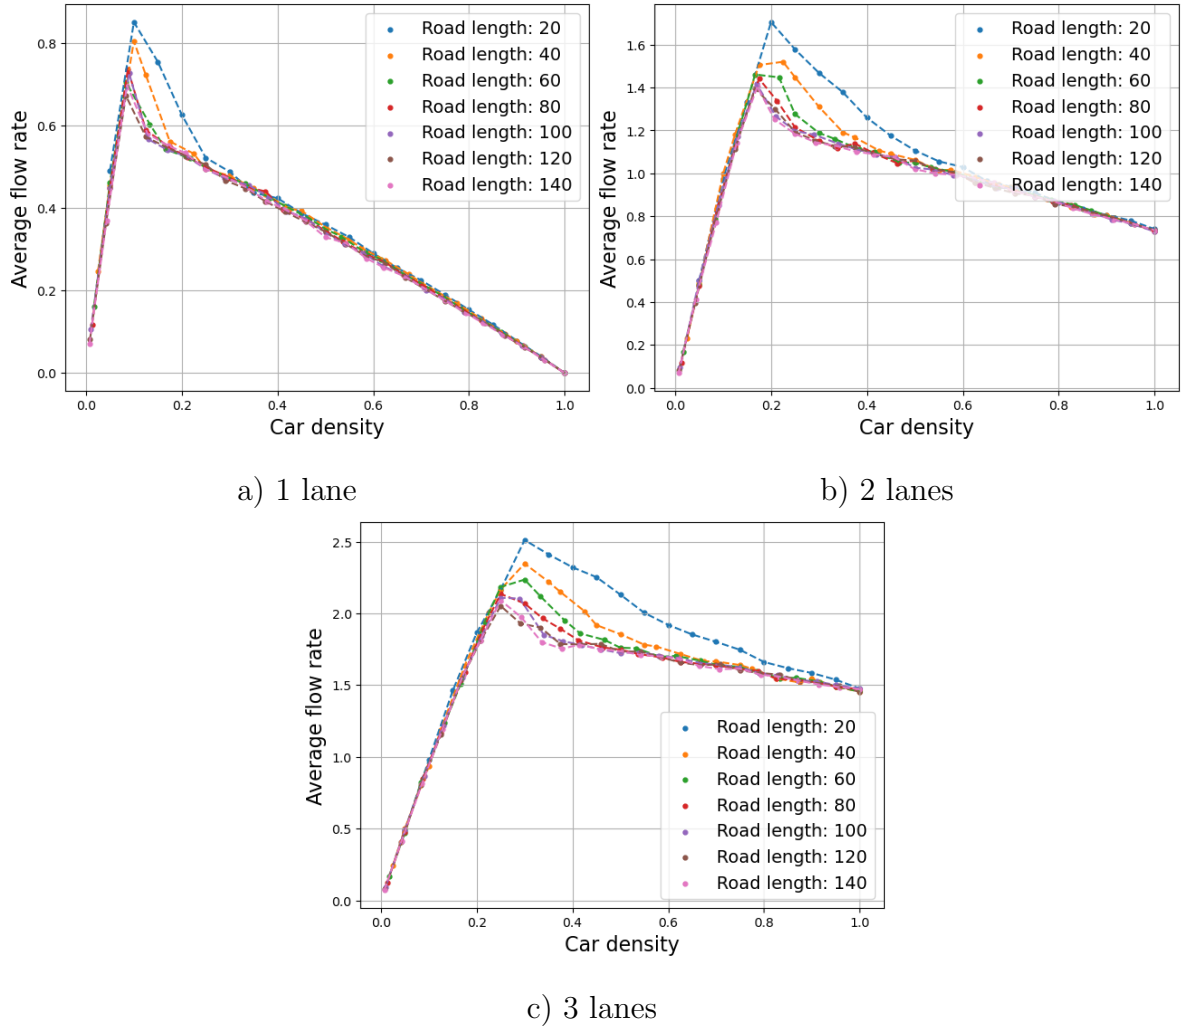 0.8
0.6
0.4
0.2
0.0
Average flow rate
0.0 0.2 0.4 0.6 0.8 1.0
Car density
Road length: 20
Road length: 40
Road length: 60
Road length: 80
Road length: 100
Road length: 120
Road length: 140
a) 1 lane
1.6
1.4
1.2
1.0
0.8
0.6
0.4
0.2
0.0
Average flow rate
0.0 0.2 0.4 0.6 0.8 1.0
Car density
Road length: 20
Road length: 40
Road length: 60
Road length: 80
Road length: 100
Road length: 120
Road length: 140
b) 2 lanes
2.5
2.0
1.5
1.0
0.5
0.0
Average flow rate
0.0 0.2 0.4 0.6 0.8 1.0
Car density
Road length: 20
Road length: 40
Road length: 60
Road length: 80
Road length: 100
Road length: 120
Road length: 140
c) 3 lanes